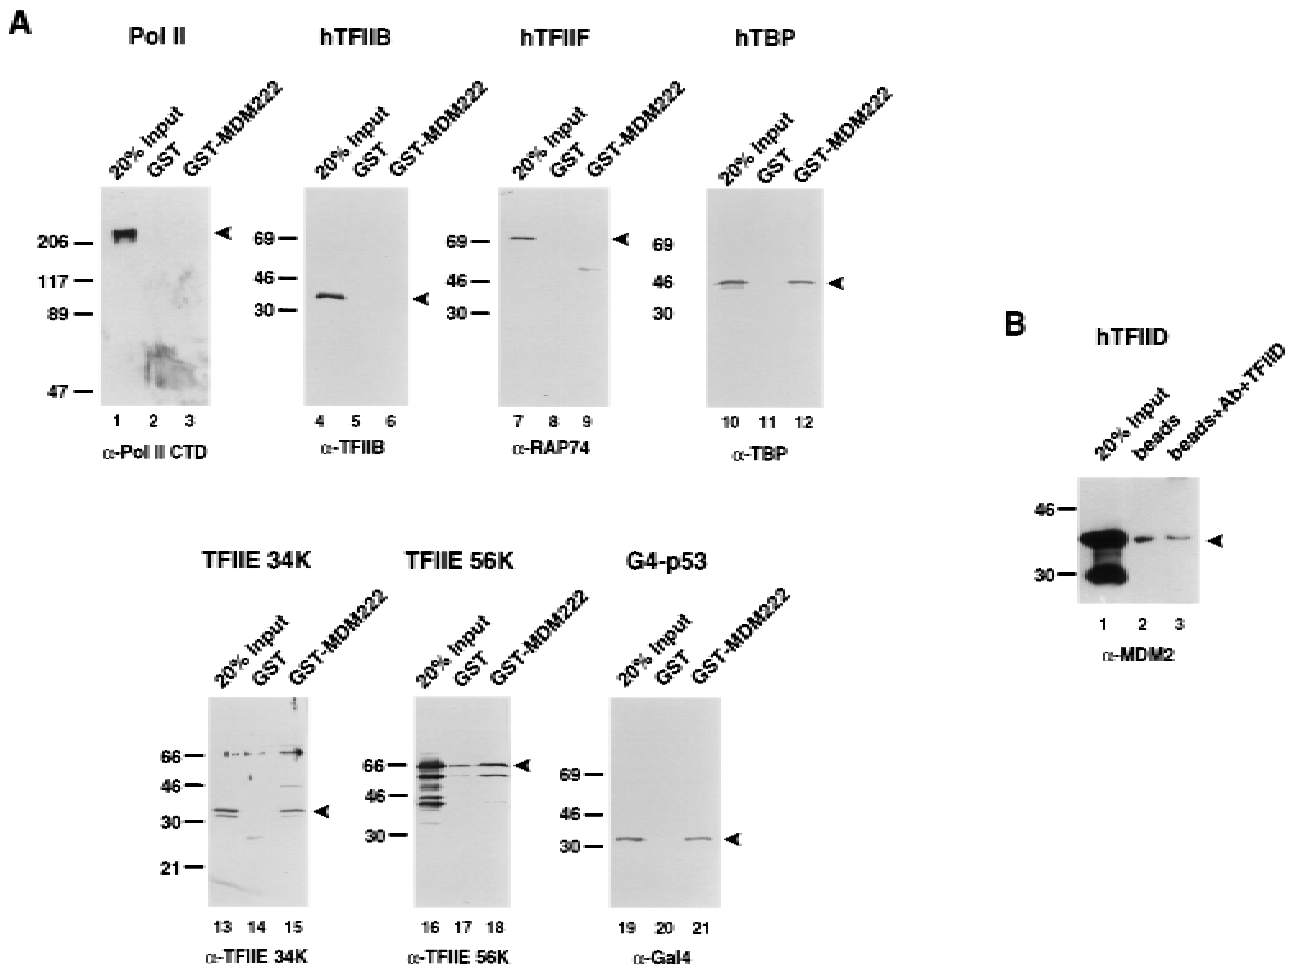 A
Pol II
hTFIIB
hTFIIF
hTBP
20% Input
GST
GST-MDM222
20% Input
GST
GST-MDM222
20% Input
GST
GST-MDM222
20% Input
GST
GST-MDM222
206
117
89
47
69
46
30
69
46
30
69
46
30
1 2 3
4 5 6
7 8 9
10 11 12
α-Pol II CTD
α-TFIIB
α-RAP74
α-TBP
B
hTFIID
20% Input
beads
beads+Ab+TFIID
46
30
1 2 3
α-MDM2
TFIIE 34K
TFIIE 56K
G4-p53
20% Input
GST
GST-MDM222
20% Input
GST
GST-MDM222
20% Input
GST
GST-MDM222
66
46
30
21
66
46
30
69
46
30
13 14 15
16 17 18
19 20 21
α-TFIIE 34K
α-TFIIE 56K
α-Gal4